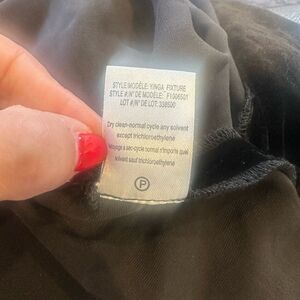 STYLE/MODÈLE: YINGA FIXTURE
STYLE #/N° DE MODÈLE: F1006501
LOT #/N° DE LOT: 338500
Dry clean-normal cycle any solvent
except trichloroethylene
Nettoyage à sec-cycle normal n'importe quel
solvent sauf trichloroethylene
P